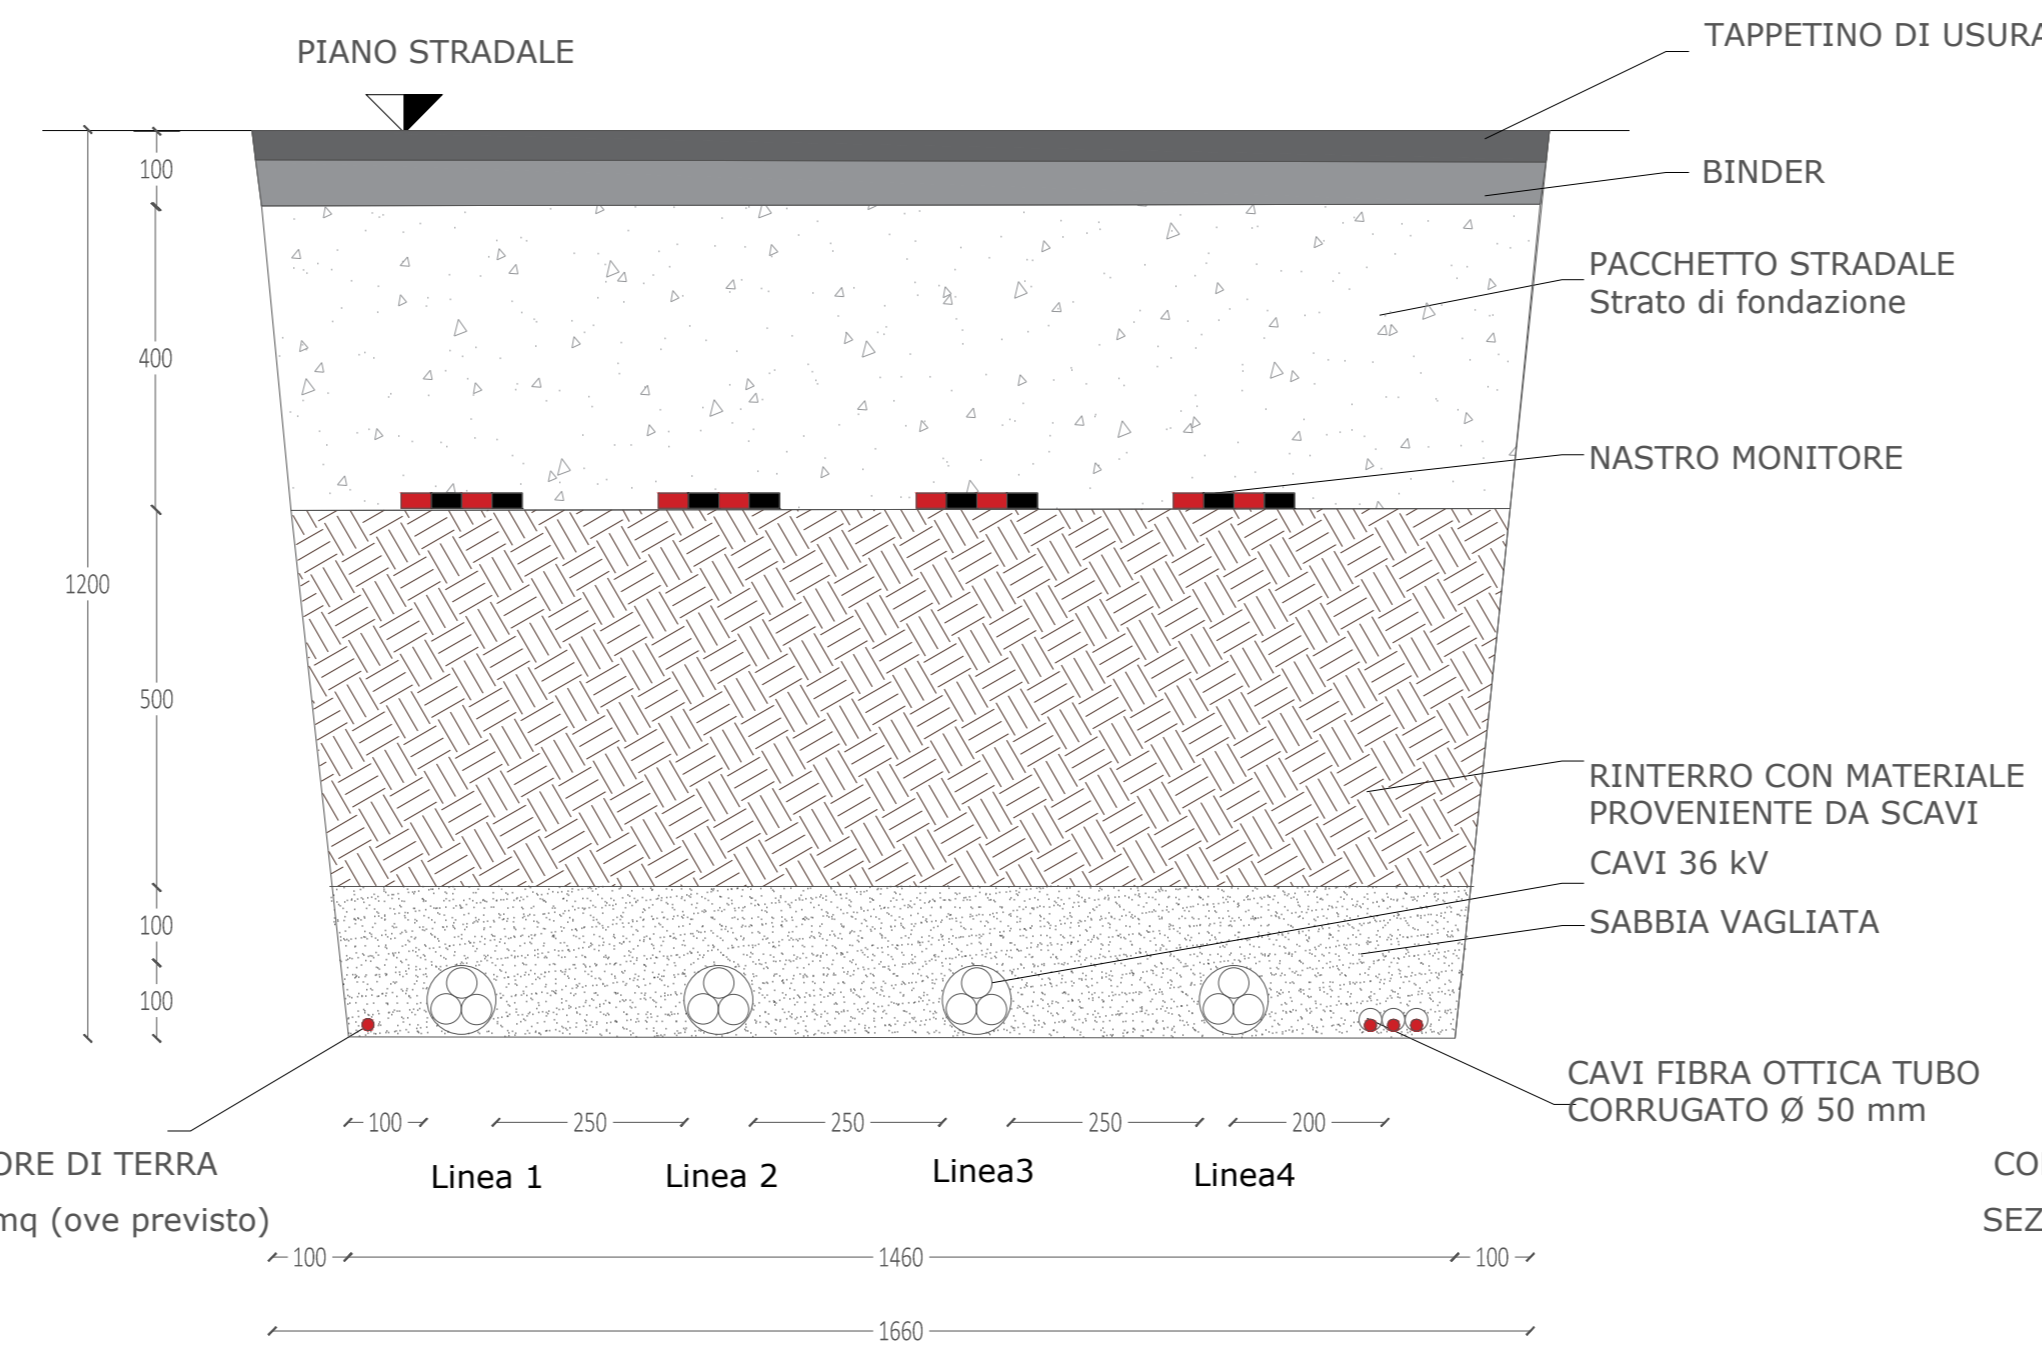 PIANO STRADALE
TAPPETINO DI USURA
100
BINDER
PACCHETTO STRADALE
Strato di fondazione
400
NASTRO MONITORE
1200
500
RINTERRO CON MATERIALE
PROVENIENTE DA SCAVI
CAVI 36 kV
SABBIA VAGLIATA
100
100
CAVI FIBRA OTTICA TUBO
CORRUGATO Ø 50 mm
100 250 250 250 200
ORE DI TERRA
mq (ove previsto)
Linea 1 Linea 2 Linea3 Linea4
CO
SEZ
100 1460 100
1660